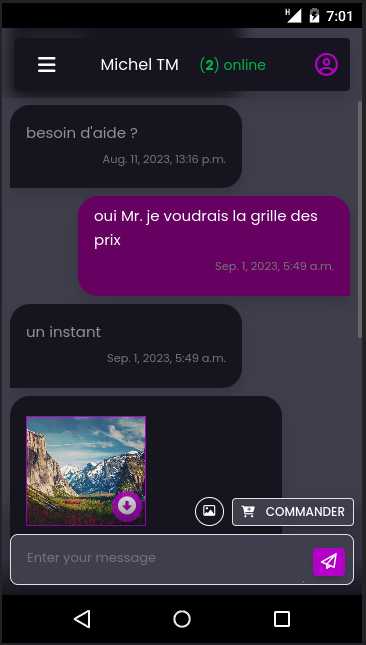 H 7:01
Michel TM (2) online
besoin d'aide ?
Aug. 11, 2023, 13:16 p.m.
oui Mr. je voudrais la grille des
prix
Sep. 1, 2023, 5:49 a.m.
un instant
Sep. 1, 2023, 5:49 a.m.
COMMANDER
Enter your message